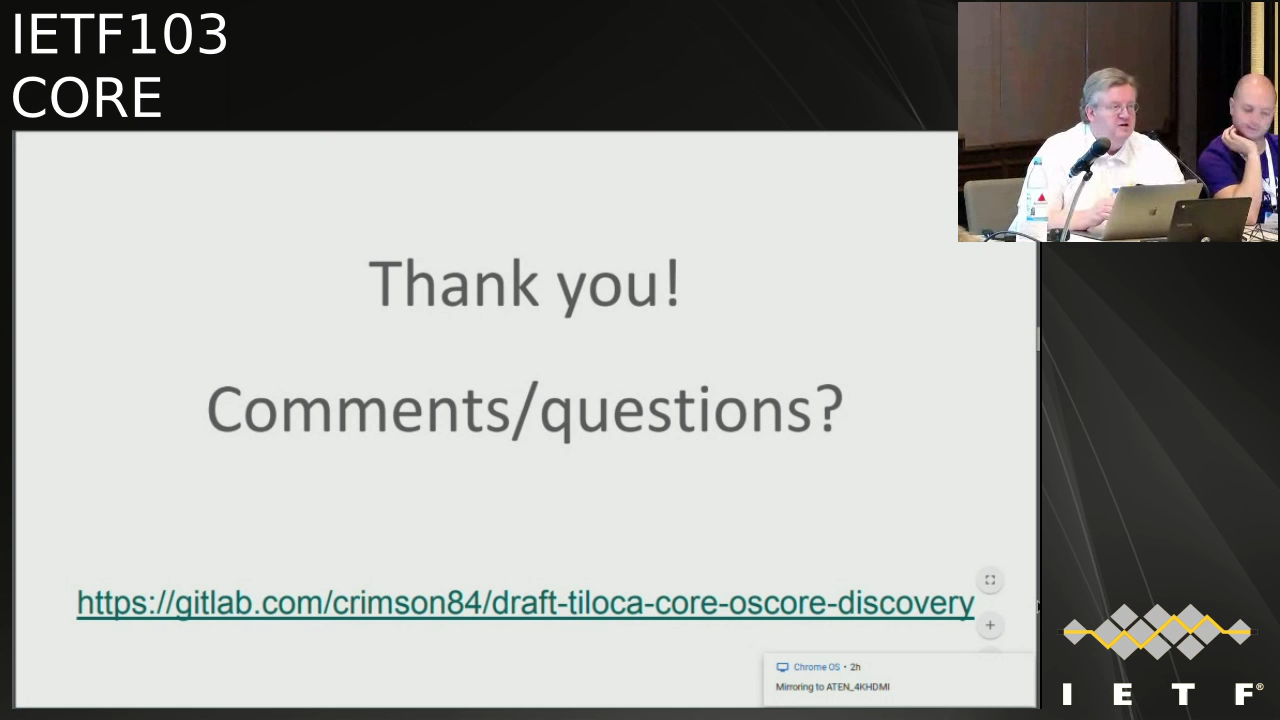 IETF103
CORE
Thank you!
Comments/questions?
https://gitlab.com/crimson84/draft-tiloca-core-oscore-discovery
Chrome OS • 2h
Mirroring to ATEN_4KHDMI
I E T F®